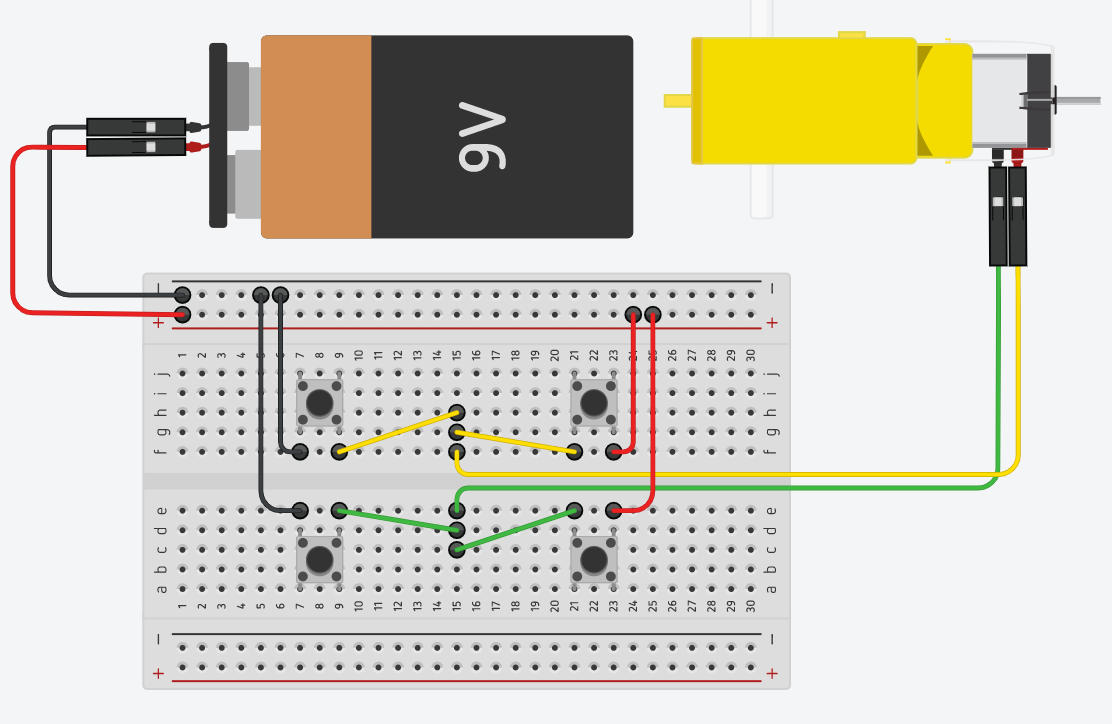 9V
− −
+ +
1 2 3 4 5 6 7 8 9 10 11 12 13 14 15 16 17 18 19 20 21 22 23 24 25 26 27 28 29 30
j j
i i
h h
g g
f f
e e
d d
c c
b b
a a
1 2 3 4 5 6 7 8 9 10 11 12 13 14 15 16 17 18 19 20 21 22 23 24 25 26 27 28 29 30
− −
+ +